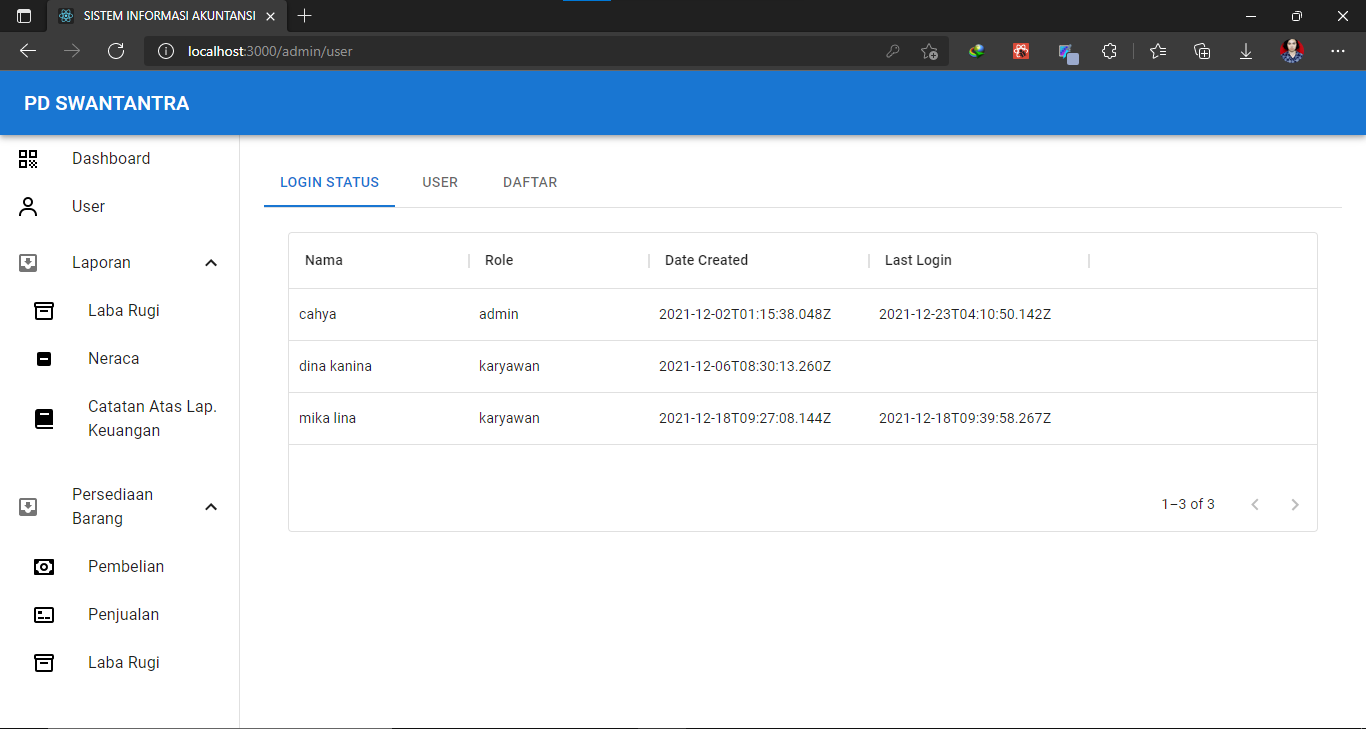 SISTEM INFORMASI AKUNTANSI
localhost:3000/admin/user
PD SWANTANTRA
Dashboard
User
Laporan
Laba Rugi
Neraca
Catatan Atas Lap.
Keuangan
Persediaan
Barang
Pembelian
Penjualan
Laba Rugi
LOGIN STATUS USER DAFTAR
Nama Role Date Created Last Login
cahya admin 2021-12-02T01:15:38.048Z 2021-12-23T04:10:50.142Z
dina kanina karyawan 2021-12-06T08:30:13.260Z
mika lina karyawan 2021-12-18T09:27:08.144Z 2021-12-18T09:39:58.267Z
1–3 of 3